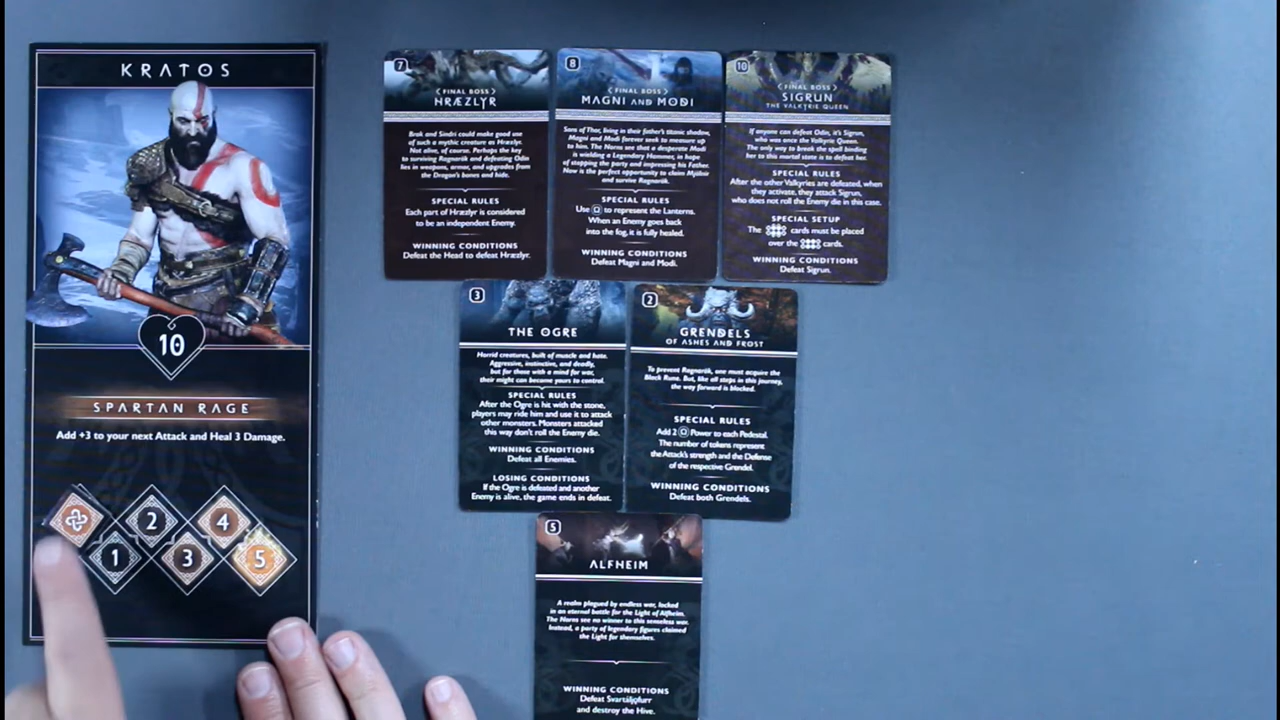 KRATOS
10
SPARTAN RAGE
Add +3 to your next Attack and Heal 3 Damage.
2
4
1
3
5
7
(FINAL BOSS)
HRÆZLYR
Brok and Sindri could make good use
of such a mythic creature as Hræzlyr.
Not alive, of course. Perhaps the key
to surviving Ragnarök and defeating Odin
lies in weapons, armor, and upgrades from
the Dragon's bones and hide.
SPECIAL RULES
Each part of Hræzlyr is considered
to be an independent Enemy.
WINNING CONDITIONS
Defeat the Head to defeat Hræzlyr.
8
(FINAL BOSS)
MAGNI AND MODI
Sons of Thor, living in their father's titanic shadow,
Magni and Modi forever seek to measure up
to him. The Norns see that a desperate Modi
is wielding a Legendary Hammer, in hope
of stopping the party and impressing his Father.
Now is the perfect opportunity to claim Mjölnir
and survive Ragnarök.
SPECIAL RULES
Use to represent the Lanterns.
When an Enemy goes back
into the fog, it is fully healed.
WINNING CONDITIONS
Defeat Magni and Modi.
10
(FINAL BOSS)
SIGRUN
THE VALKYRIE QUEEN
If anyone can defeat Odin, it's Sigrun,
who was once the Valkyrie Queen.
The only way to break the spell binding
her to this mortal state is to defeat her.
SPECIAL RULES
After the other Valkyries are defeated, when
they activate, they attack Sigrun,
who does not roll the Enemy die in this case.
SPECIAL SETUP
The cards must be placed
over the cards.
WINNING CONDITIONS
Defeat Sigrun.
3
THE OGRE
Horrid creatures, built of muscle and hate.
Aggressive, instinctive, and deadly,
but for those with a mind for war,
their might can become yours to control.
SPECIAL RULES
After the Ogre is hit with the stone,
players may ride him and use it to attack
other monsters. Monsters attacked
this way don't roll the Enemy die.
WINNING CONDITIONS
Defeat all Enemies.
LOSING CONDITIONS
If the Ogre is defeated and another
Enemy is alive, the game ends in defeat.
2
GRENDELS
OF ASHES AND FROST
To prevent Ragnarök, one must acquire the
Black Rune. But, like all steps in this journey,
the way forward is blocked.
SPECIAL RULES
Add 2 Power to each Pedestal.
The number of tokens represent
the Attack's strength and the Defense
of the respective Grendel.
WINNING CONDITIONS
Defeat both Grendels.
5
ALFHEIM
A realm plagued by endless war, locked
in an eternal battle for the Light of Alfheim.
The Norns see no winner to this senseless war.
Instead, a party of legendary figures claimed
the Light for themselves.
WINNING CONDITIONS
Defeat Svartáljǫfurr
and destroy the Hive.